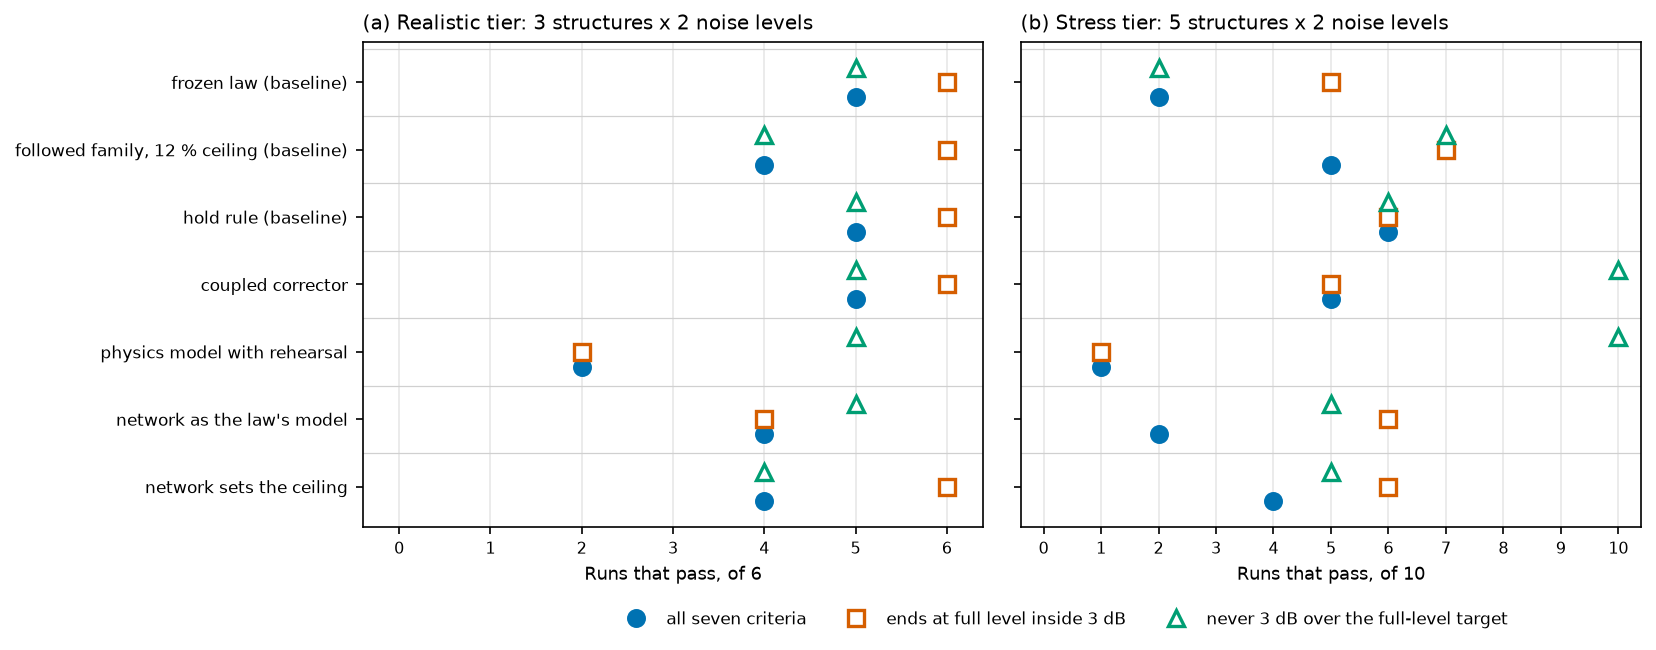 (a) Realistic tier: 3 structures x 2 noise levels
(b) Stress tier: 5 structures x 2 noise levels
frozen law (baseline)
followed family, 12 % ceiling (baseline)
hold rule (baseline)
coupled corrector
physics model with rehearsal
network as the law's model
network sets the ceiling
0 1 2 3 4 5 6
0 1 2 3 4 5 6 7 8 9 10
Runs that pass, of 6
Runs that pass, of 10
all seven criteria
ends at full level inside 3 dB
never 3 dB over the full-level target